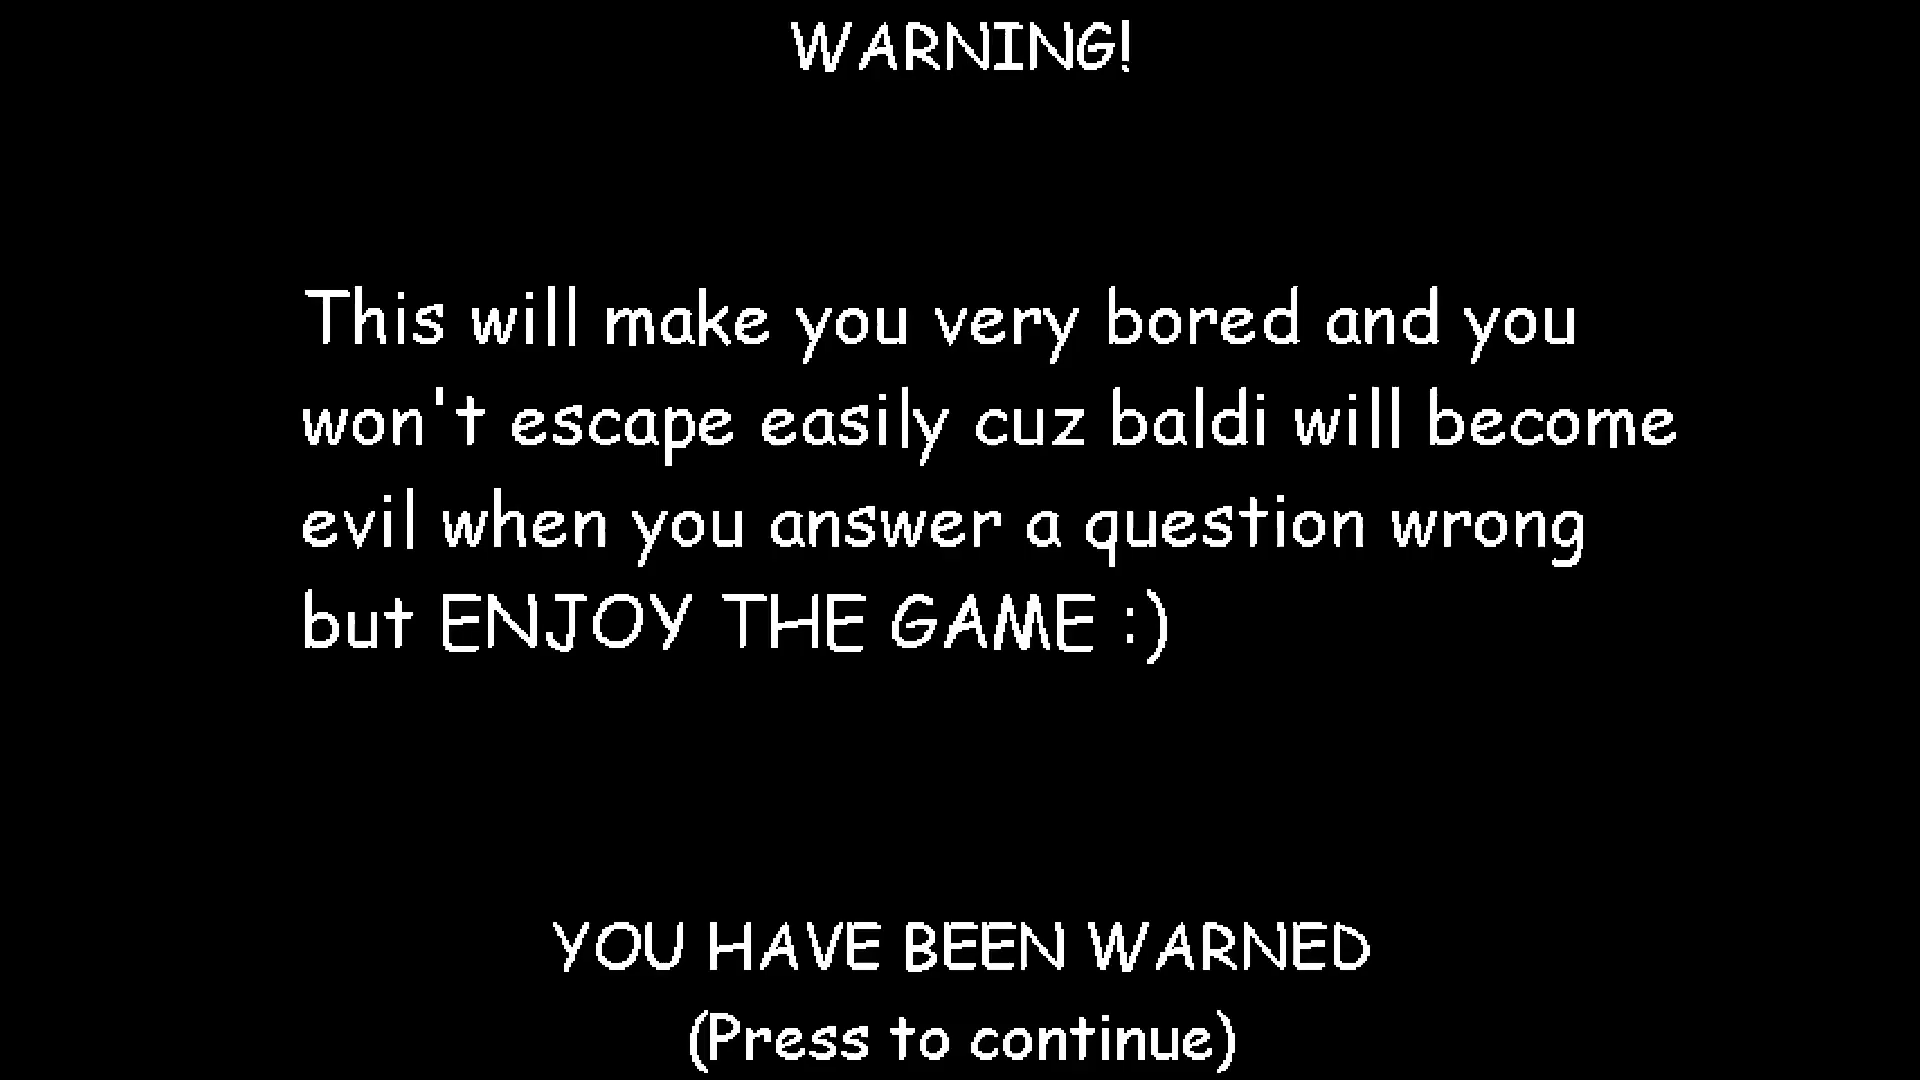 WARNING!
This will make you very bored and you
won't escape easily cuz baldi will become
evil when you answer a question wrong
but ENJOY THE GAME :)
YOU HAVE BEEN WARNED
(Press to continue)